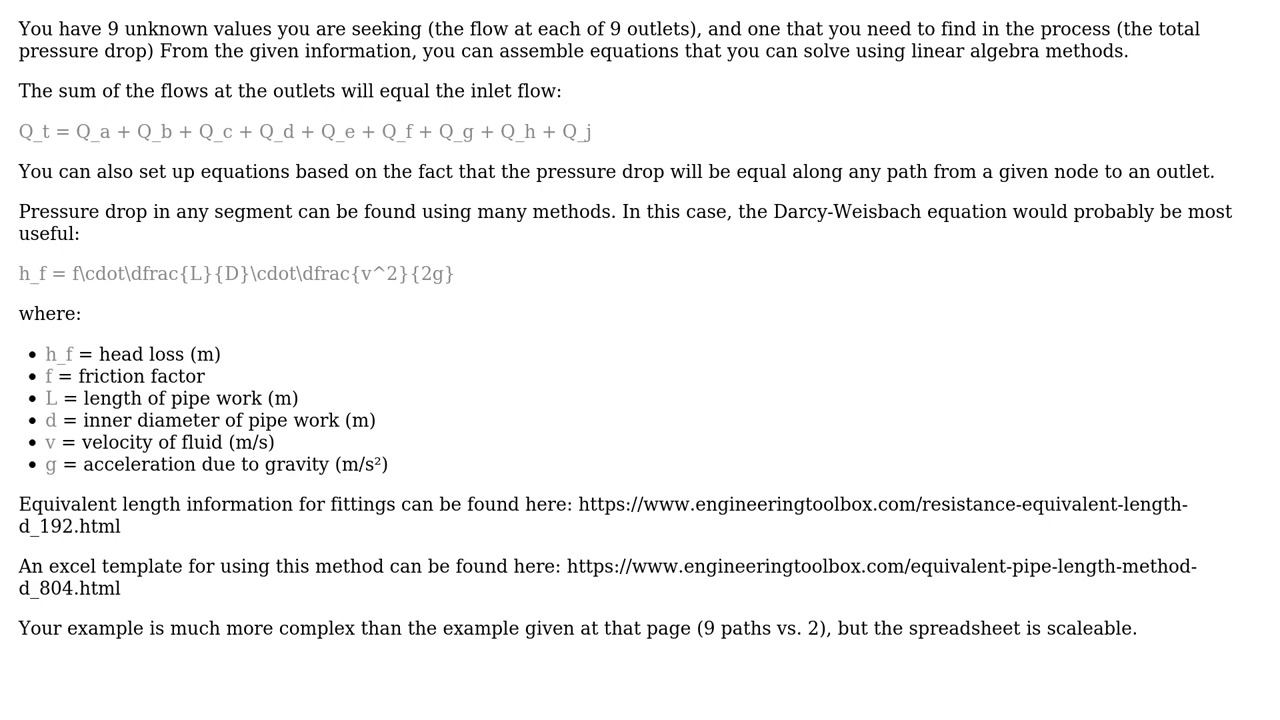 You have 9 unknown values you are seeking (the flow at each of 9 outlets), and one that you need to find in the process (the total
pressure drop) From the given information, you can assemble equations that you can solve using linear algebra methods.
The sum of the flows at the outlets will equal the inlet flow:
Q_t = Q_a + Q_b + Q_c + Q_d + Q_e + Q_f + Q_g + Q_h + Q_j
You can also set up equations based on the fact that the pressure drop will be equal along any path from a given node to an outlet.
Pressure drop in any segment can be found using many methods. In this case, the Darcy-Weisbach equation would probably be most
useful:
h_f = f\cdot\dfrac{L}{D}\cdot\dfrac{v^2}{2g}
where:
• h_f = head loss (m)
• f = friction factor
• L = length of pipe work (m)
• d = inner diameter of pipe work (m)
• v = velocity of fluid (m/s)
• g = acceleration due to gravity (m/s²)
Equivalent length information for fittings can be found here: https://www.engineeringtoolbox.com/resistance-equivalent-length-
d_192.html
An excel template for using this method can be found here: https://www.engineeringtoolbox.com/equivalent-pipe-length-method-
d_804.html
Your example is much more complex than the example given at that page (9 paths vs. 2), but the spreadsheet is scaleable.